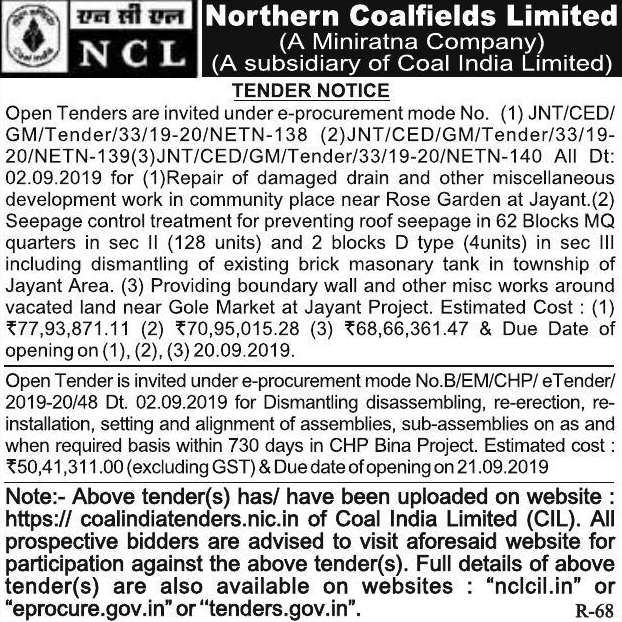 एन सी एल
NCL
Coal India
Northern Coalfields Limited
(A Miniratna Company)
(A subsidiary of Coal India Limited)
TENDER NOTICE
Open Tenders are invited under e-procurement mode No. (1) JNT/CED/
GM/Tender/33/19-20/NETN-138 (2)JNT/CED/GM/Tender/33/19-
20/NETN-139(3)JNT/CED/GM/Tender/33/19-20/NETN-140 All Dt:
02.09.2019 for (1)Repair of damaged drain and other miscellaneous
development work in community place near Rose Garden at Jayant.(2)
Seepage control treatment for preventing roof seepage in 62 Blocks MQ
quarters in sec II (128 units) and 2 blocks D type (4units) in sec III
including dismantling of existing brick masonary tank in township of
Jayant Area. (3) Providing boundary wall and other misc works around
vacated land near Gole Market at Jayant Project. Estimated Cost : (1)
₹77,93,871.11 (2) ₹70,95,015.28 (3) ₹68,66,361.47 & Due Date of
opening on (1), (2), (3) 20.09.2019.
Open Tender is invited under e-procurement mode No.B/EM/CHP/ eTender/
2019-20/48 Dt. 02.09.2019 for Dismantling disassembling, re-erection, re-
installation, setting and alignment of assemblies, sub-assemblies on as and
when required basis within 730 days in CHP Bina Project. Estimated cost :
₹50,41,311.00 (excluding GST) & Due date of opening on 21.09.2019
Note:- Above tender(s) has/ have been uploaded on website :
https:// coalindiatenders.nic.in of Coal India Limited (CIL). All
prospective bidders are advised to visit aforesaid website for
participation against the above tender(s). Full details of above
tender(s) are also available on websites : "nclcil.in" or
"eprocure.gov.in" or "tenders.gov.in".
R-68